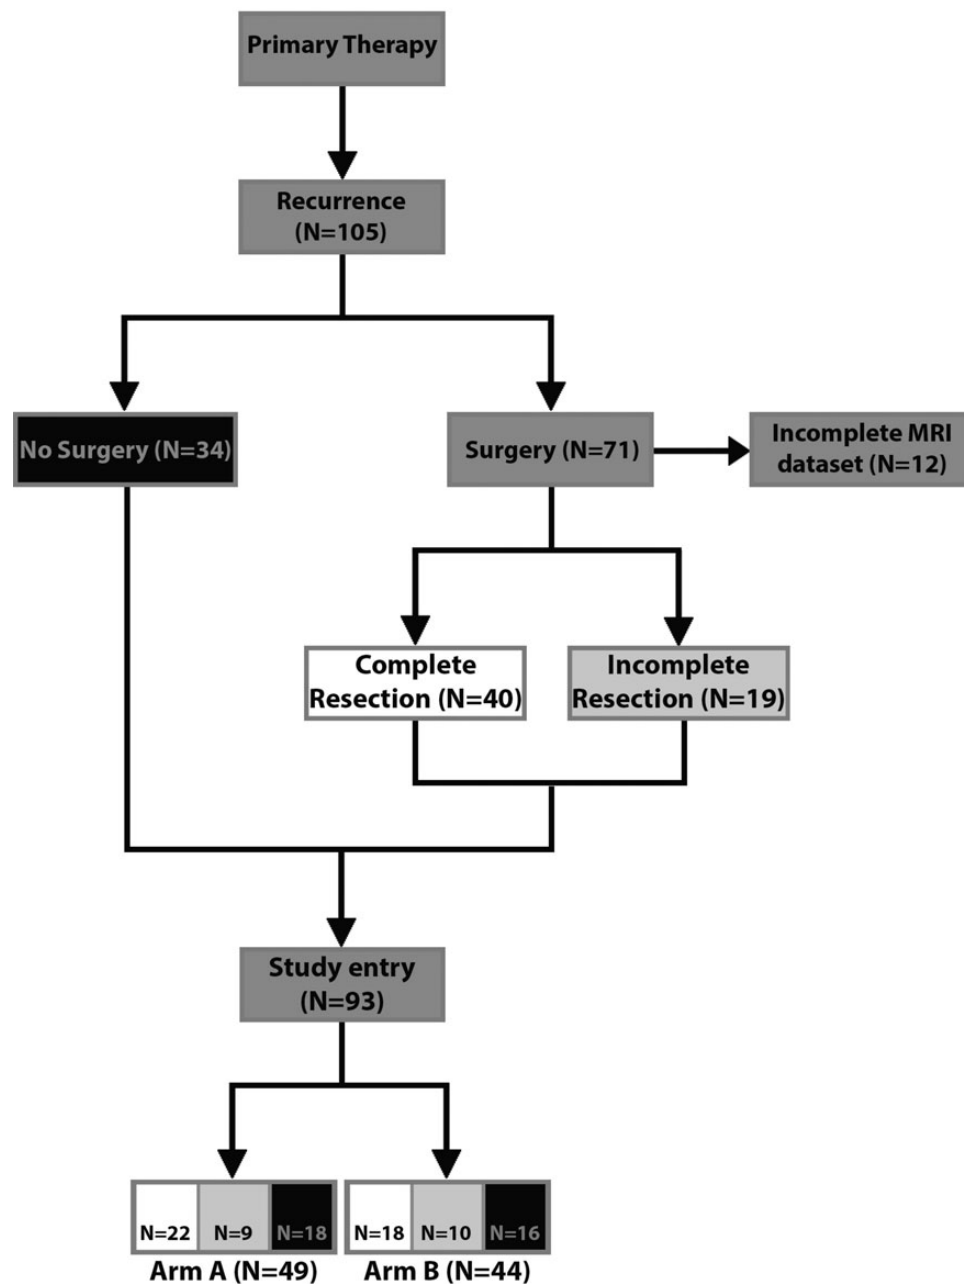 Primary Therapy
Recurrence
(N=105)
No Surgery (N=34)
Surgery (N=71)
Incomplete MRI
dataset (N=12)
Complete
Resection (N=40)
Incomplete
Resection (N=19)
Study entry
(N=93)
N=22 N=9 N=18
N=18 N=10 N=16
Arm A (N=49)
Arm B (N=44)